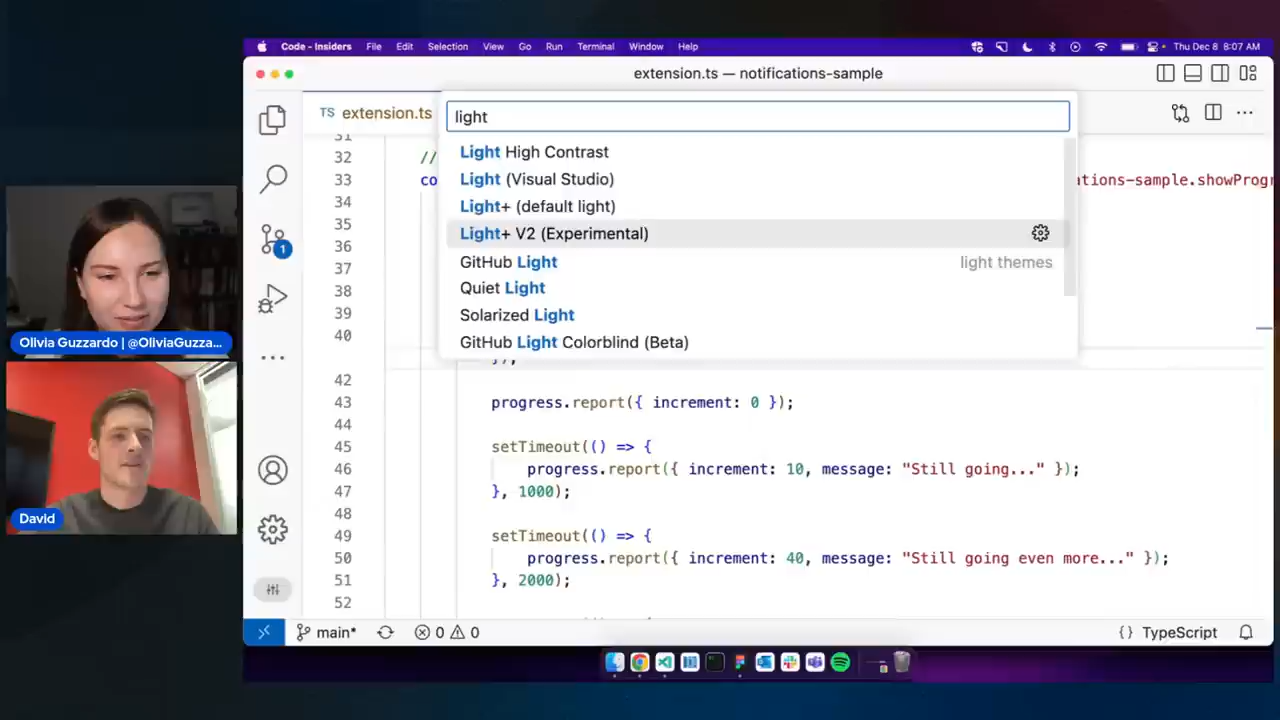 Code - Insiders File Edit Selection View Go Run Terminal Window Help Thu Dec 8 8:07 AM
extension.ts — notifications-sample
TS extension.ts
light
Light High Contrast
Light (Visual Studio)
Light+ (default light)
Light+ V2 (Experimental)
GitHub Light light themes
Quiet Light
Solarized Light
GitHub Light Colorblind (Beta)
31
32 //
33 co ations-sample.showProgr
34
35
36
37
38
39
40
});
42
43 progress.report({ increment: 0 });
44
45 setTimeout(() => {
46 progress.report({ increment: 10, message: "Still going..." });
47 }, 1000);
48
49 setTimeout(() => {
50 progress.report({ increment: 40, message: "Still going even more..." });
51 }, 2000);
52
1
main* 0 0 {} TypeScript
Olivia Guzzardo | @OliviaGuzza...
David